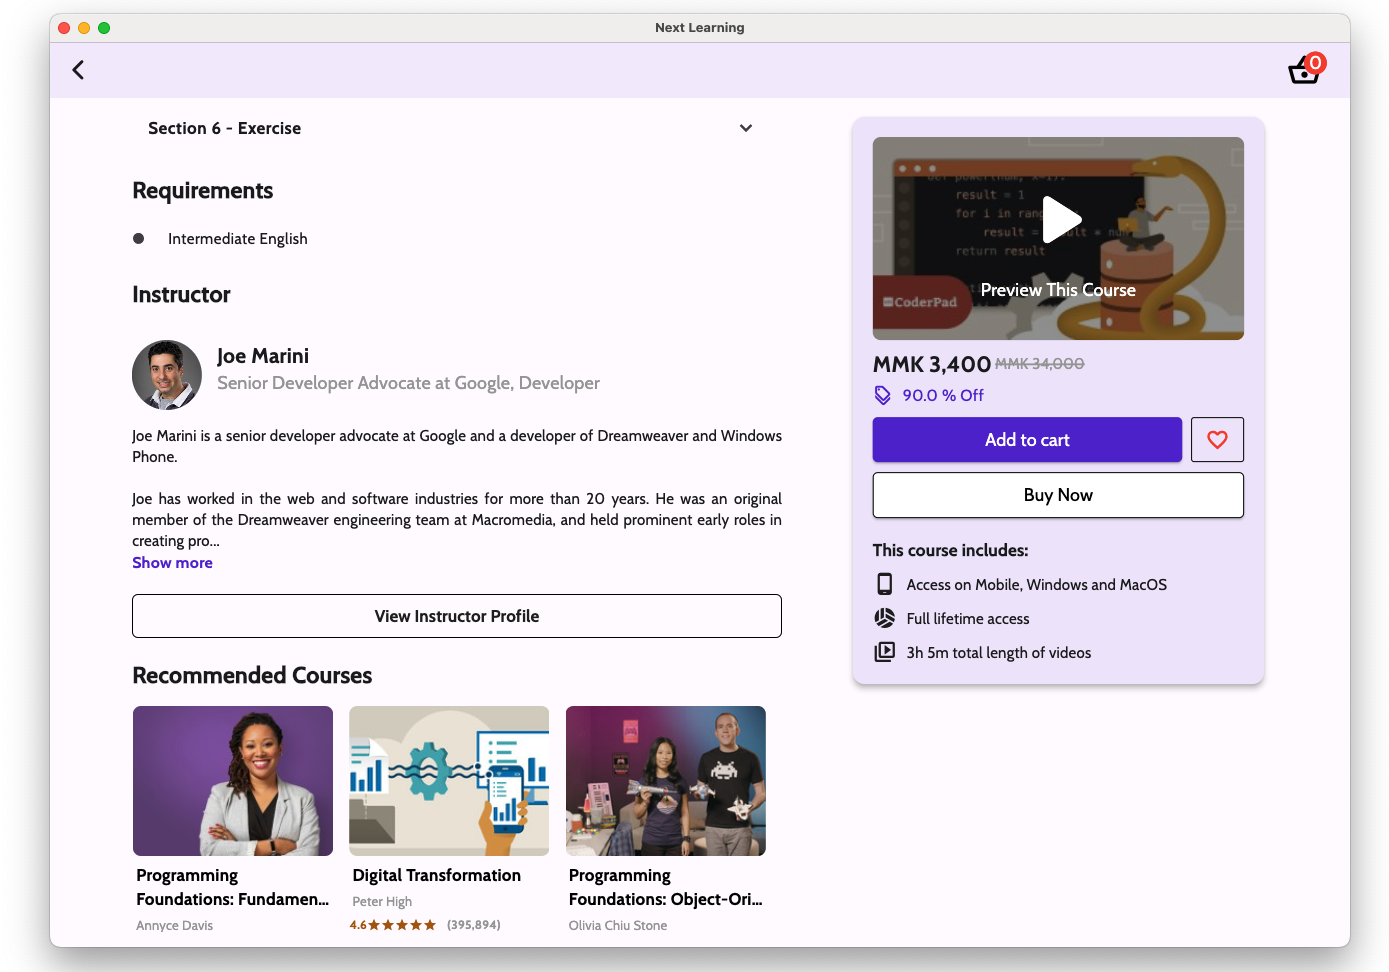 Next Learning
0
Section 6 - Exercise
Requirements
Intermediate English
Instructor
Joe Marini
Senior Developer Advocate at Google, Developer
Joe Marini is a senior developer advocate at Google and a developer of Dreamweaver and Windows
Phone.
Joe has worked in the web and software industries for more than 20 years. He was an original
member of the Dreamweaver engineering team at Macromedia, and held prominent early roles in
creating pro...
Show more
View Instructor Profile
Recommended Courses
Programming
Foundations: Fundamen...
Annyce Davis
Digital Transformation
Peter High
4.6 (395,894)
Programming
Foundations: Object-Ori...
Olivia Chiu Stone
result = 1
for i in
result =
return result
CoderPad
Preview This Course
MMK 3,400 MMK 34,000
90.0 % Off
Add to cart
Buy Now
This course includes:
Access on Mobile, Windows and MacOS
Full lifetime access
3h 5m total length of videos